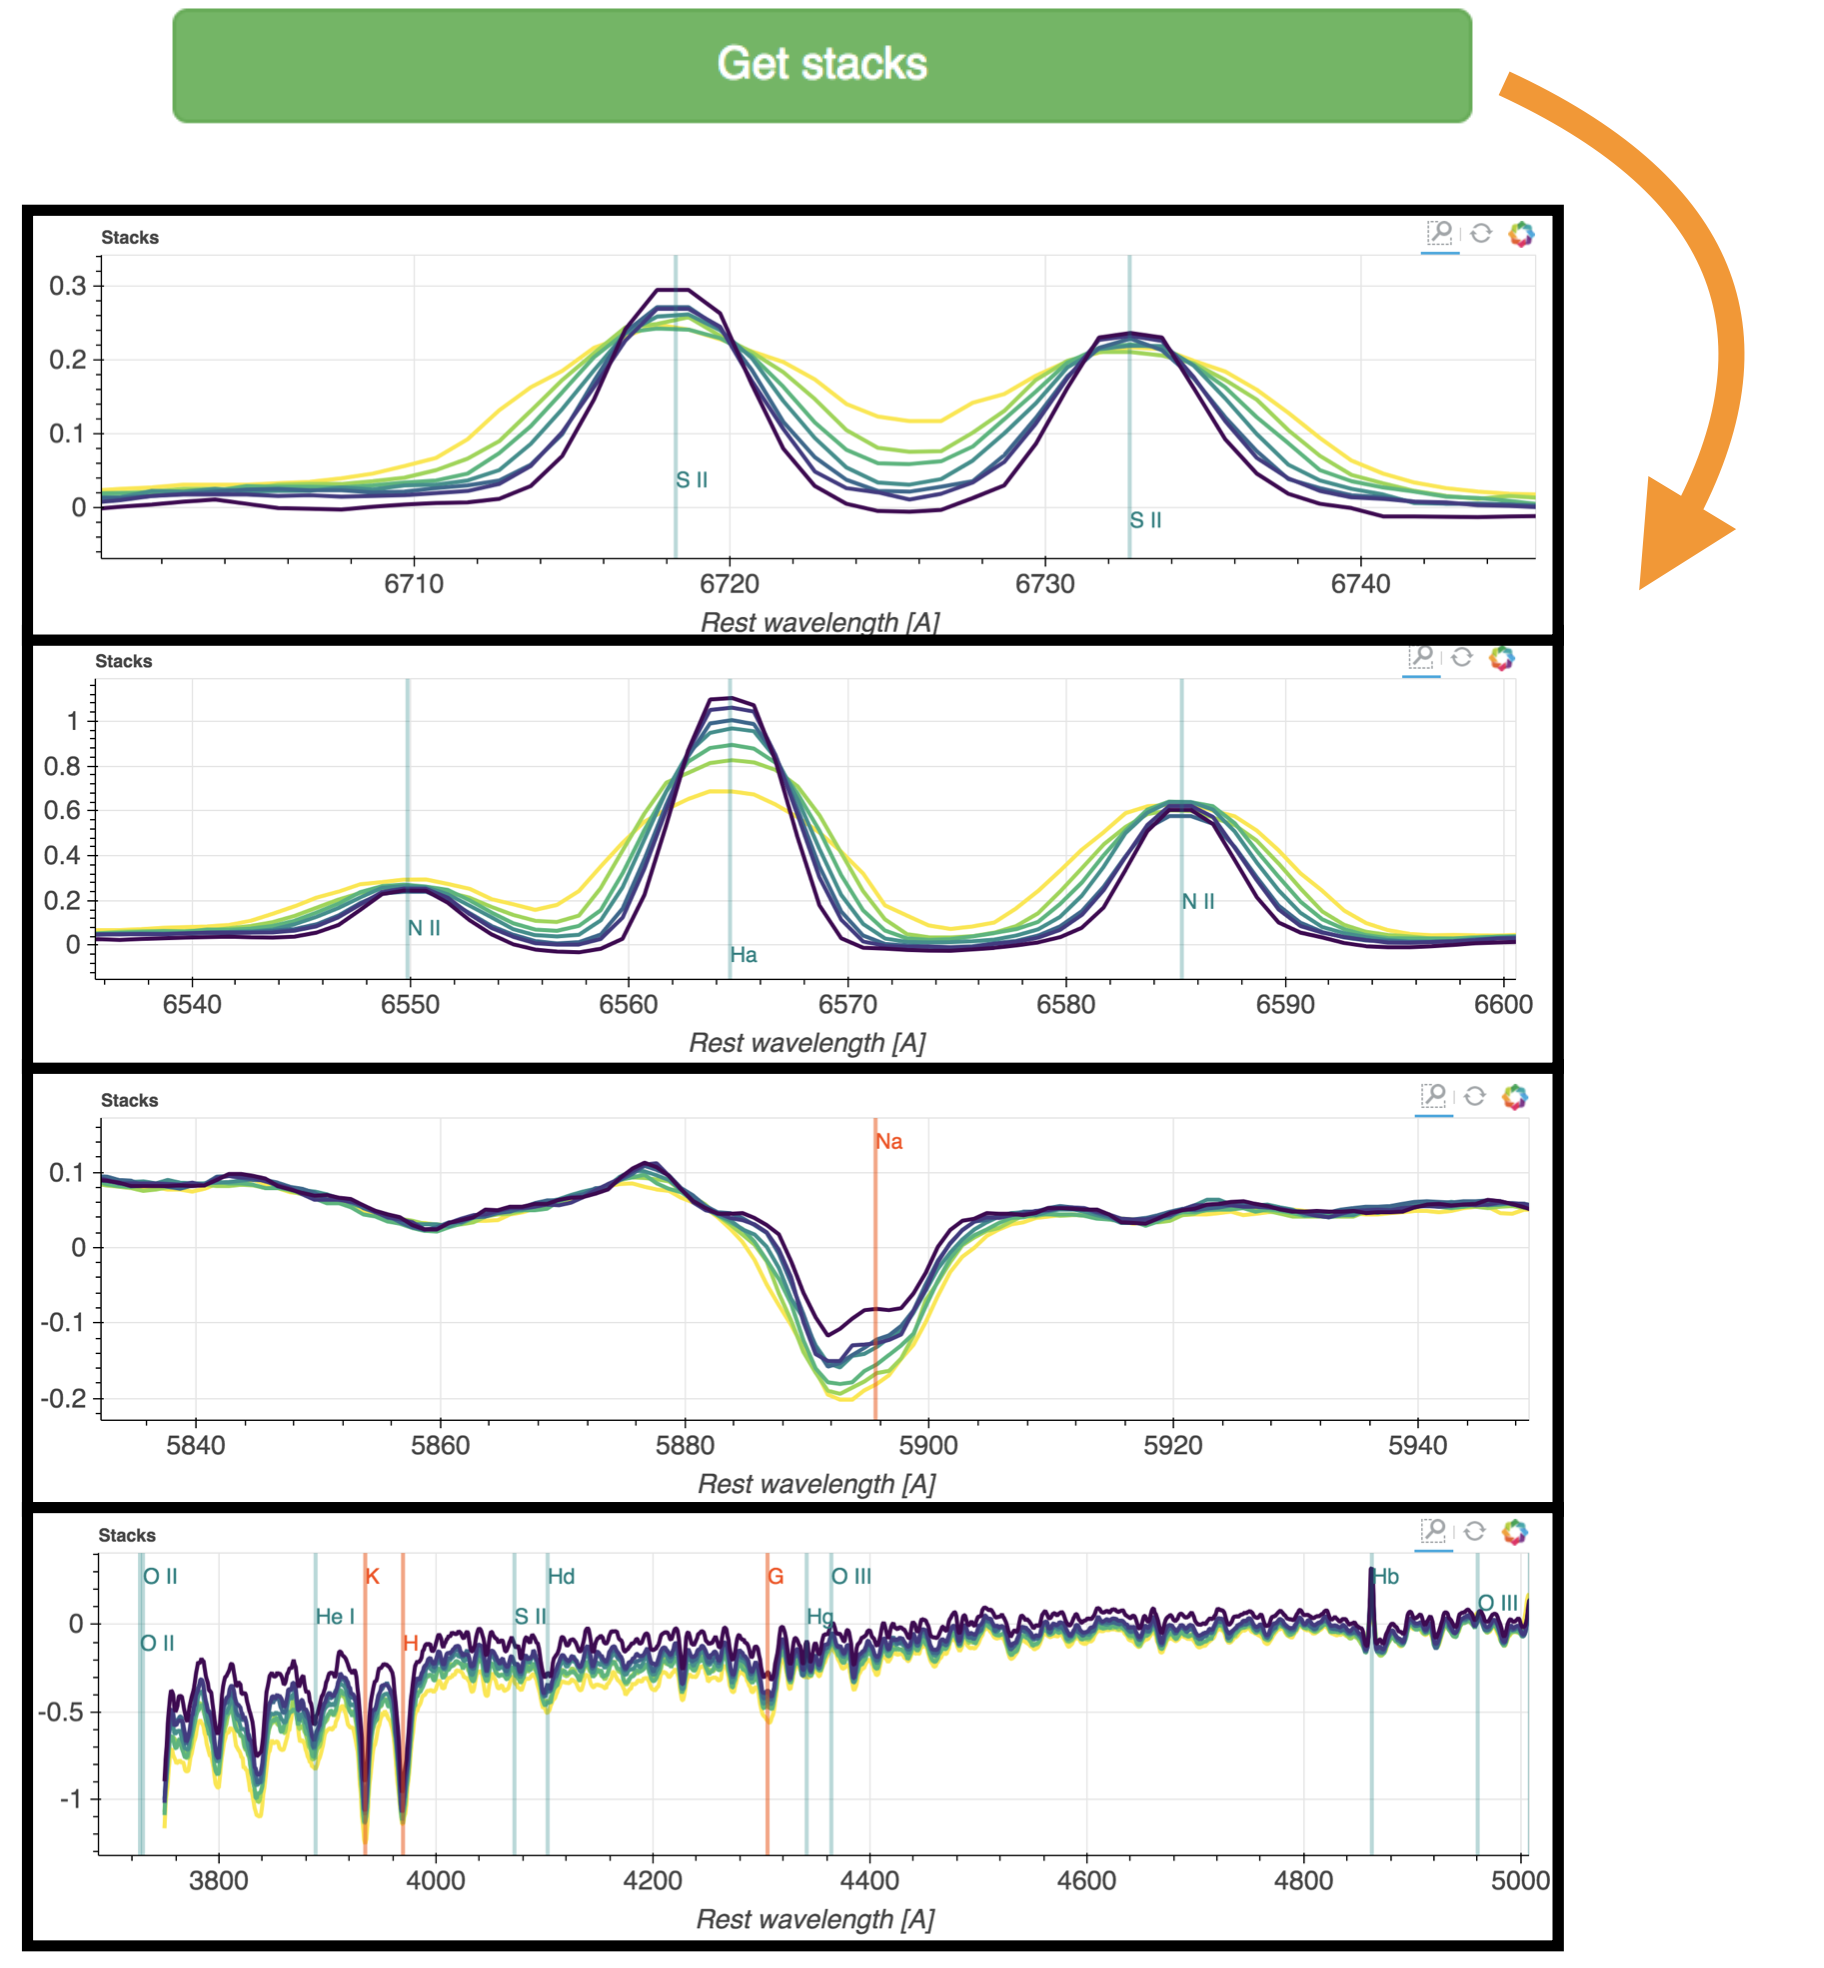 Get stacks
Stacks
0.3
0.2
0.1
0
S II
S II
6710 6720 6730 6740
Rest wavelength [A]
Stacks
1
0.8
0.6
0.4
0.2
0
N II
Ha
N II
6540 6550 6560 6570 6580 6590 6600
Rest wavelength [A]
Stacks
Na
0.1
0
-0.1
-0.2
5840 5860 5880 5900 5920 5940
Rest wavelength [A]
Stacks
O II K Hd G O III Hb
He I S II Hg O III
O II H
0
-0.5
-1
3800 4000 4200 4400 4600 4800 5000
Rest wavelength [A]